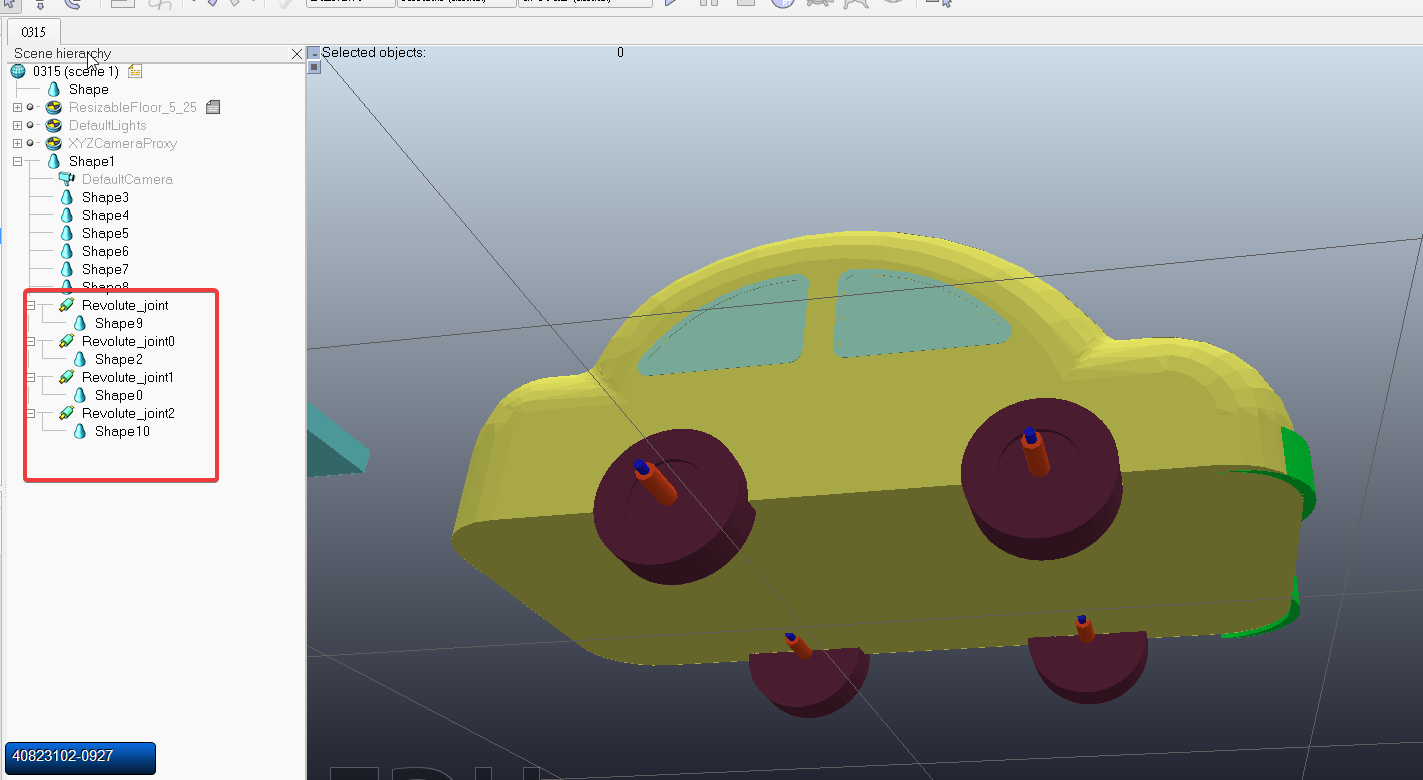 0315
Scene hierarchy
Selected objects: 0
0315 (scene 1)
Shape
ResizableFloor_5_25
DefaultLights
XYZCameraProxy
Shape1
DefaultCamera
Shape3
Shape4
Shape5
Shape6
Shape7
Shape8
Revolute_joint
Shape9
Revolute_joint0
Shape2
Revolute_joint1
Shape0
Revolute_joint2
Shape10
40823102-0927